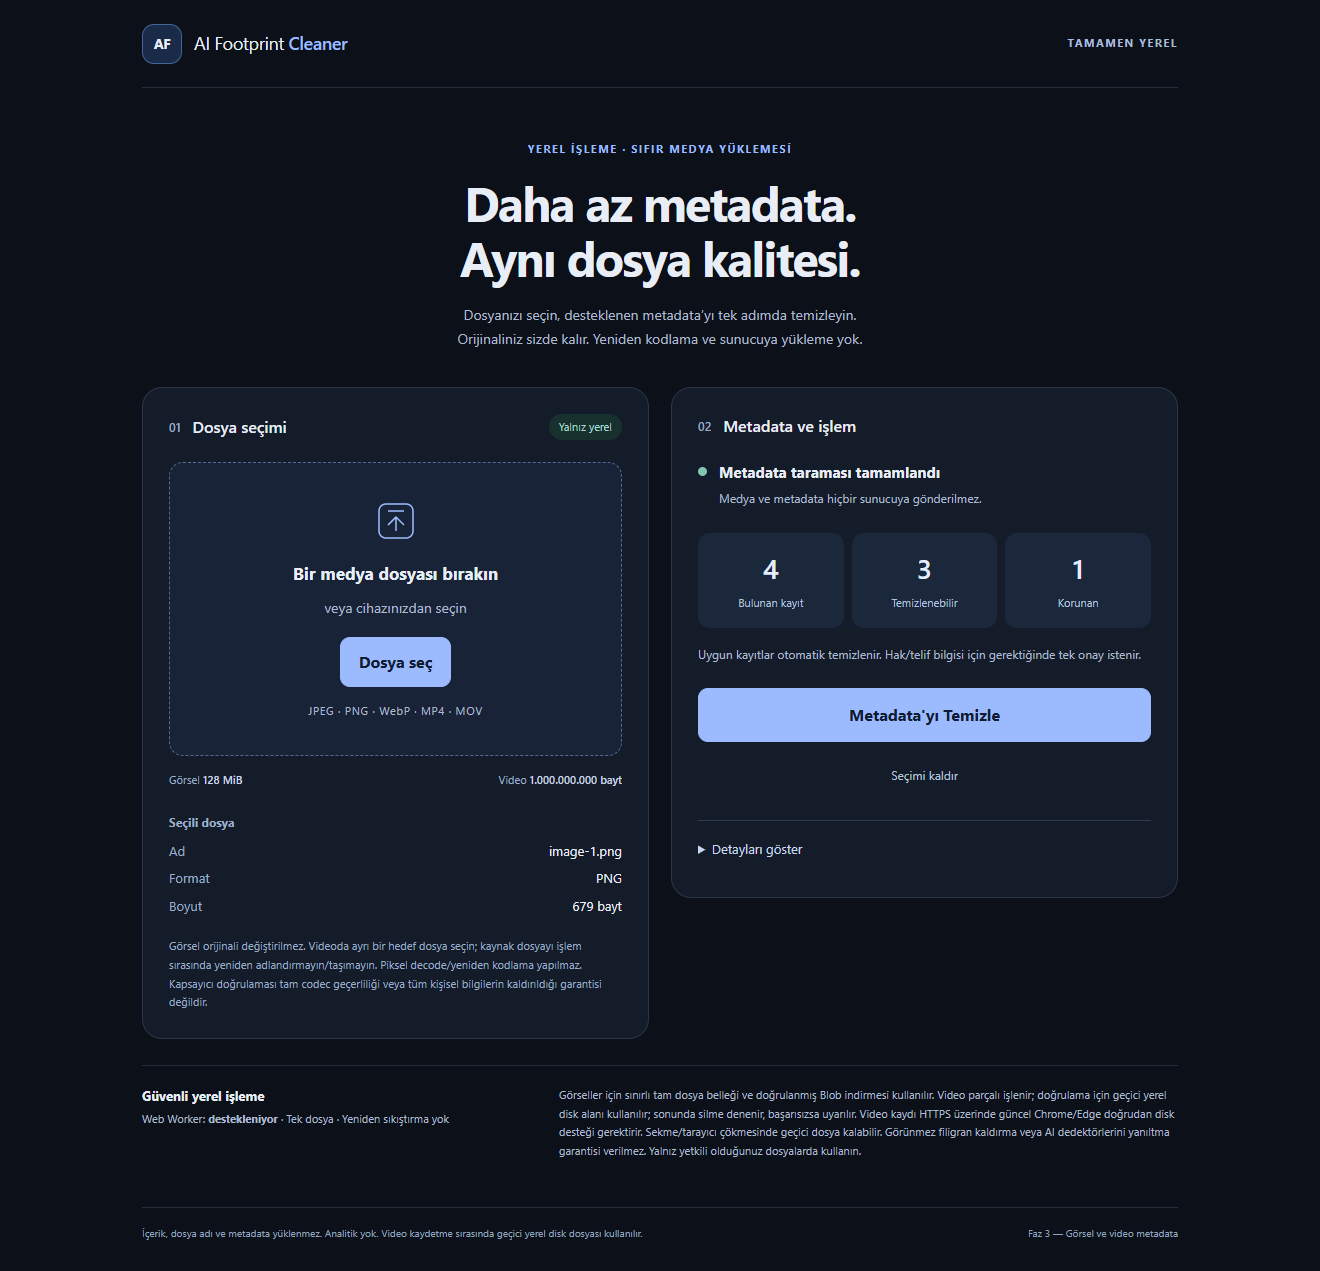 AF
AI Footprint Cleaner
TAMAMEN YEREL
YEREL İŞLEME · SIFIR MEDYA YÜKLEMESİ
Daha az metadata.
Aynı dosya kalitesi.
Dosyanızı seçin, desteklenen metadata'yı tek adımda temizleyin.
Orijinaliniz sizde kalır. Yeniden kodlama ve sunucuya yükleme yok.
01 Dosya seçimi
Yalnız yerel
Bir medya dosyası bırakın
veya cihazınızdan seçin
Dosya seç
JPEG · PNG · WebP · MP4 · MOV
Görsel 128 MiB
Video 1.000.000.000 bayt
Seçili dosya
Ad image-1.png
Format PNG
Boyut 679 bayt
Görsel orijinali değiştirilmez. Videoda ayrı bir hedef dosya seçin; kaynak dosyayı işlem
sırasında yeniden adlandırmayın/taşımayın. Piksel decode/yeniden kodlama yapılmaz.
Kapsayıcı doğrulaması tam codec geçerliliği veya tüm kişisel bilgilerin kaldırıldığı garantisi
değildir.
02 Metadata ve işlem
Metadata taraması tamamlandı
Medya ve metadata hiçbir sunucuya gönderilmez.
4 3 1
Bulunan kayıt Temizlenebilir Korunan
Uygun kayıtlar otomatik temizlenir. Hak/telif bilgisi için gerektiğinde tek onay istenir.
Metadata'yı Temizle
Seçimi kaldır
Detayları göster
Güvenli yerel işleme
Web Worker: destekleniyor · Tek dosya · Yeniden sıkıştırma yok
Görseller için sınırlı tam dosya belleği ve doğrulanmış Blob indirmesi kullanılır. Video parçalı işlenir; doğrulama için geçici yerel
disk alanı kullanılır; sonunda silme denenir, başarısızsa uyarılır. Video kaydı HTTPS üzerinde güncel Chrome/Edge doğrudan disk
desteği gerektirir. Sekme/tarayıcı çökmesinde geçici dosya kalabilir. Görünmez filigran kaldırma veya AI dedektörlerini yanıltma
garantisi verilmez. Yalnız yetkili olduğunuz dosyalarda kullanın.
İçerik, dosya adı ve metadata yüklenmez. Analitik yok. Video kaydetme sırasında geçici yerel disk dosyası kullanılır.
Faz 3 — Görsel ve video metadata